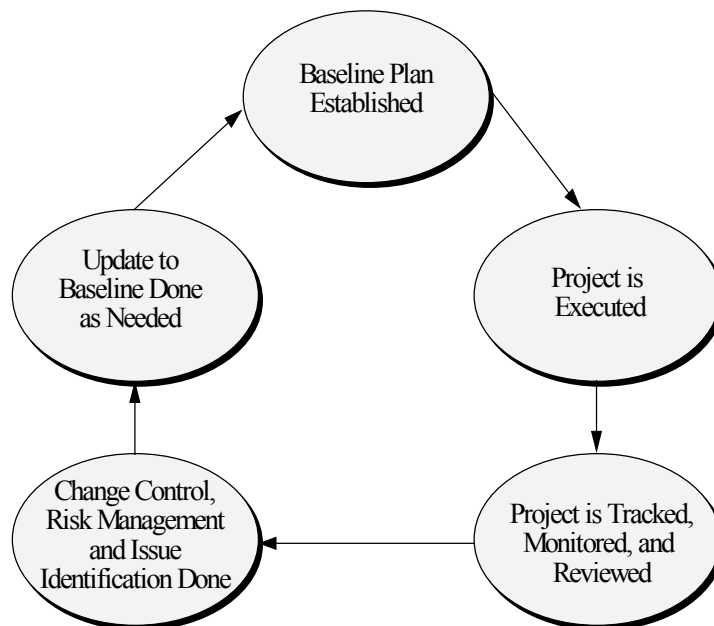 Baseline Plan
Established
Project is
Executed
Project is Tracked,
Monitored, and
Reviewed
Change Control,
Risk Management
and Issue
Identification Done
Update to
Baseline Done
as Needed